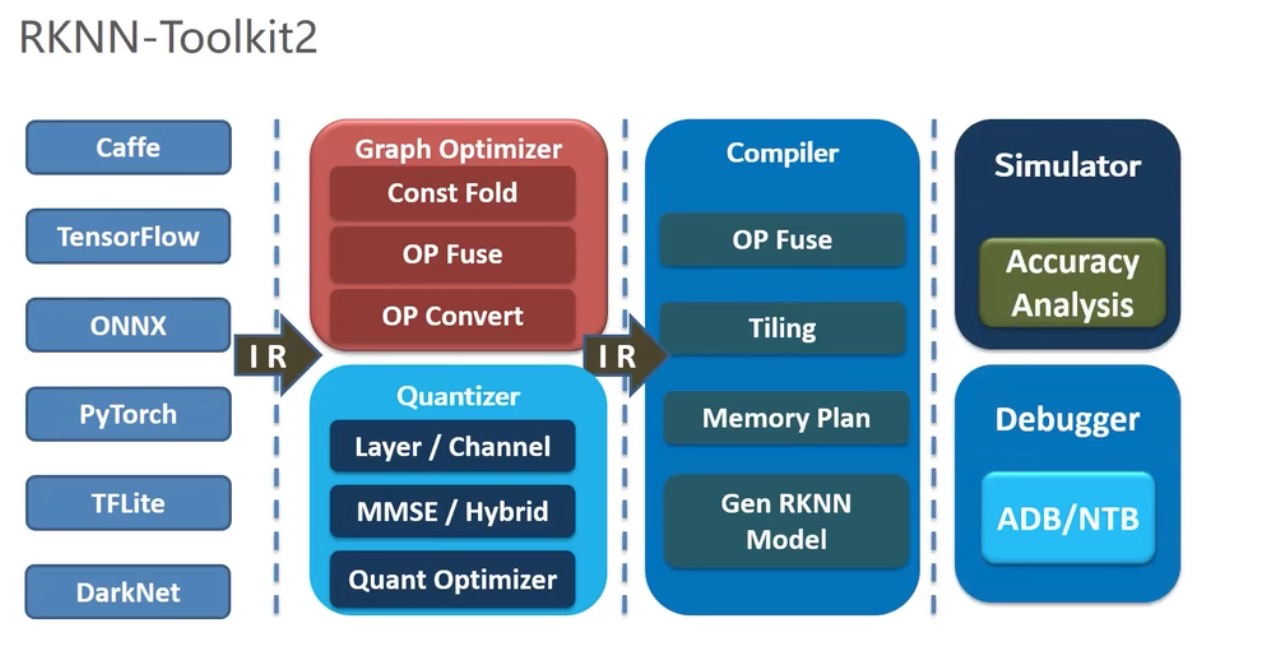 RKNN-Toolkit2
Caffe
TensorFlow
ONNX
PyTorch
TFLite
DarkNet
I R
Graph Optimizer
Const Fold
OP Fuse
OP Convert
Quantizer
Layer / Channel
MMSE / Hybrid
Quant Optimizer
I R
Compiler
OP Fuse
Tiling
Memory Plan
Gen RKNN
Model
Simulator
Accuracy
Analysis
Debugger
ADB/NTB